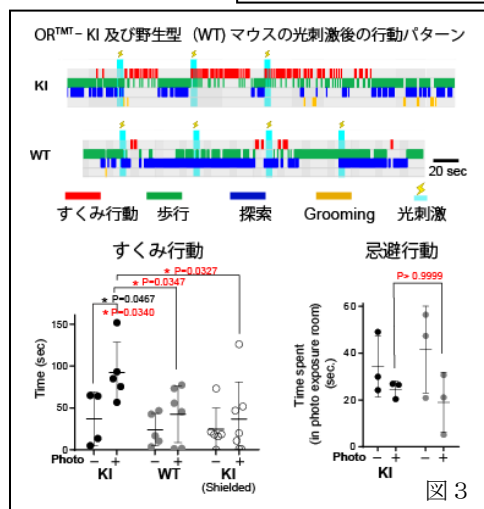 ORᵀᴹᵀ- KI 及び野生型 (WT) マウスの光刺激後の行動パターン
KI
WT
20 sec
すくみ行動 歩行 探索 Grooming 光刺激
すくみ行動
* P=0.0327
* P=0.0347
* P=0.0467
* P=0.0340
Time (sec)
150
100
50
0
Photo − + − + − +
KI WT KI
(Shielded)
忌避行動
P> 0.9999
Time spent
(in photo exposure room)
(sec.)
60
40
20
0
Photo − + − +
KI
図 3